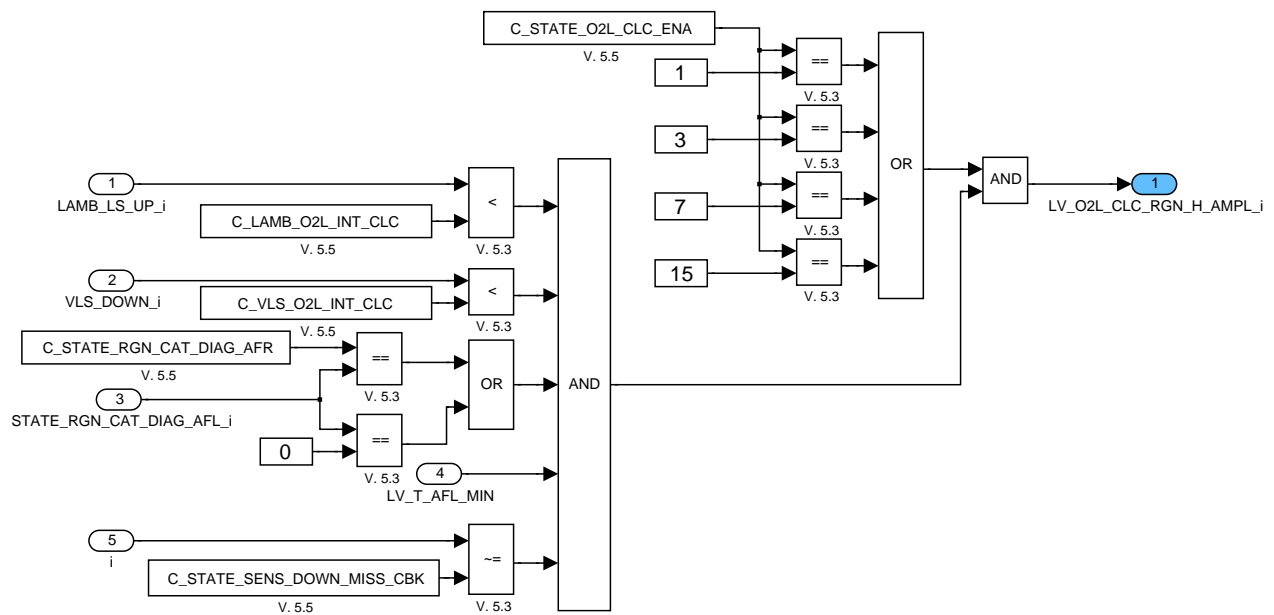 C_STATE_O2L_CLC_ENA
V. 5.5
1
==
V. 5.3
3
==
V. 5.3
7
==
V. 5.3
15
==
V. 5.3
OR
AND
1
LV_O2L_CLC_RGN_H_AMPL_i
1
LAMB_LS_UP_i
C_LAMB_O2L_INT_CLC
V. 5.5
<
V. 5.3
2
VLS_DOWN_i
C_VLS_O2L_INT_CLC
V. 5.5
<
V. 5.3
C_STATE_RGN_CAT_DIAG_AFR
V. 5.5
==
V. 5.3
3
STATE_RGN_CAT_DIAG_AFL_i
0
==
V. 5.3
OR
AND
4
LV_T_AFL_MIN
5
i
C_STATE_SENS_DOWN_MISS_CBK
V. 5.5
~=
V. 5.3